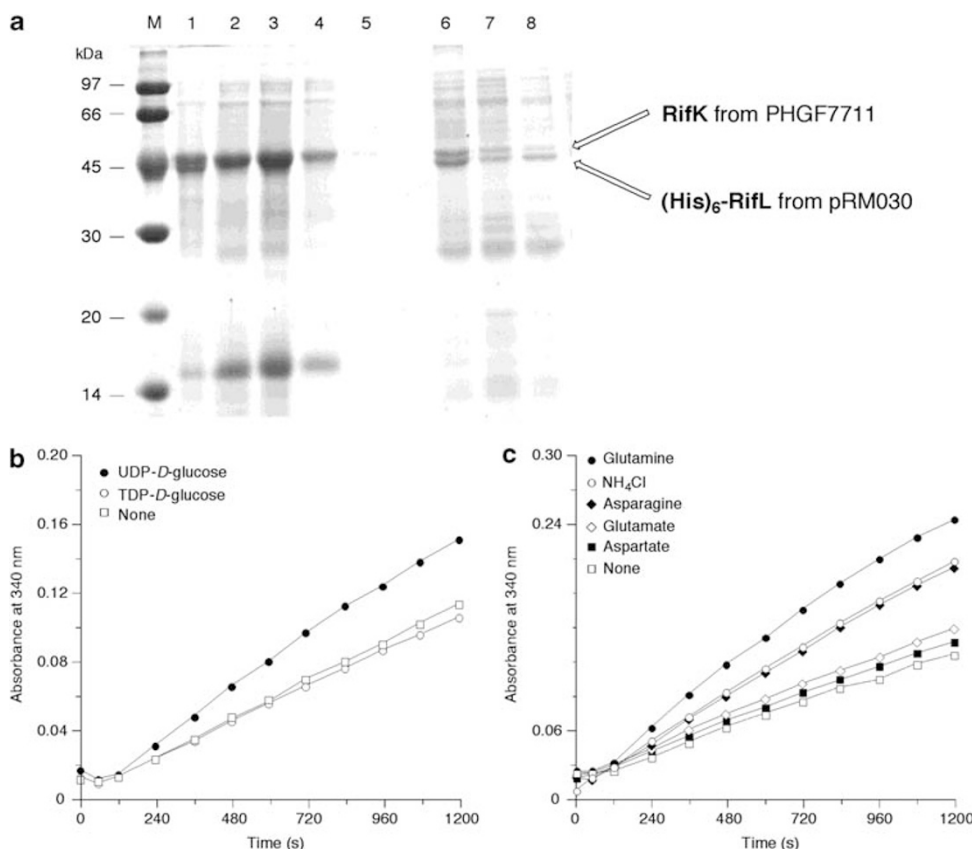 a
M 1 2 3 4 5 6 7 8
kDa
97
66
45
30
20
14
RifK from PHGF7711
(His)6-RifL from pRM030
b
0.20
0.16
0.12
0.08
0.04
0
Absorbance at 340 nm
UDP-D-glucose
TDP-D-glucose
None
0 240 480 720 960 1200
Time (s)
c
0.30
0.24
0.06
0
Absorbance at 340 nm
Glutamine
NH4Cl
Asparagine
Glutamate
Aspartate
None
0 240 480 720 960 1200
Time (s)